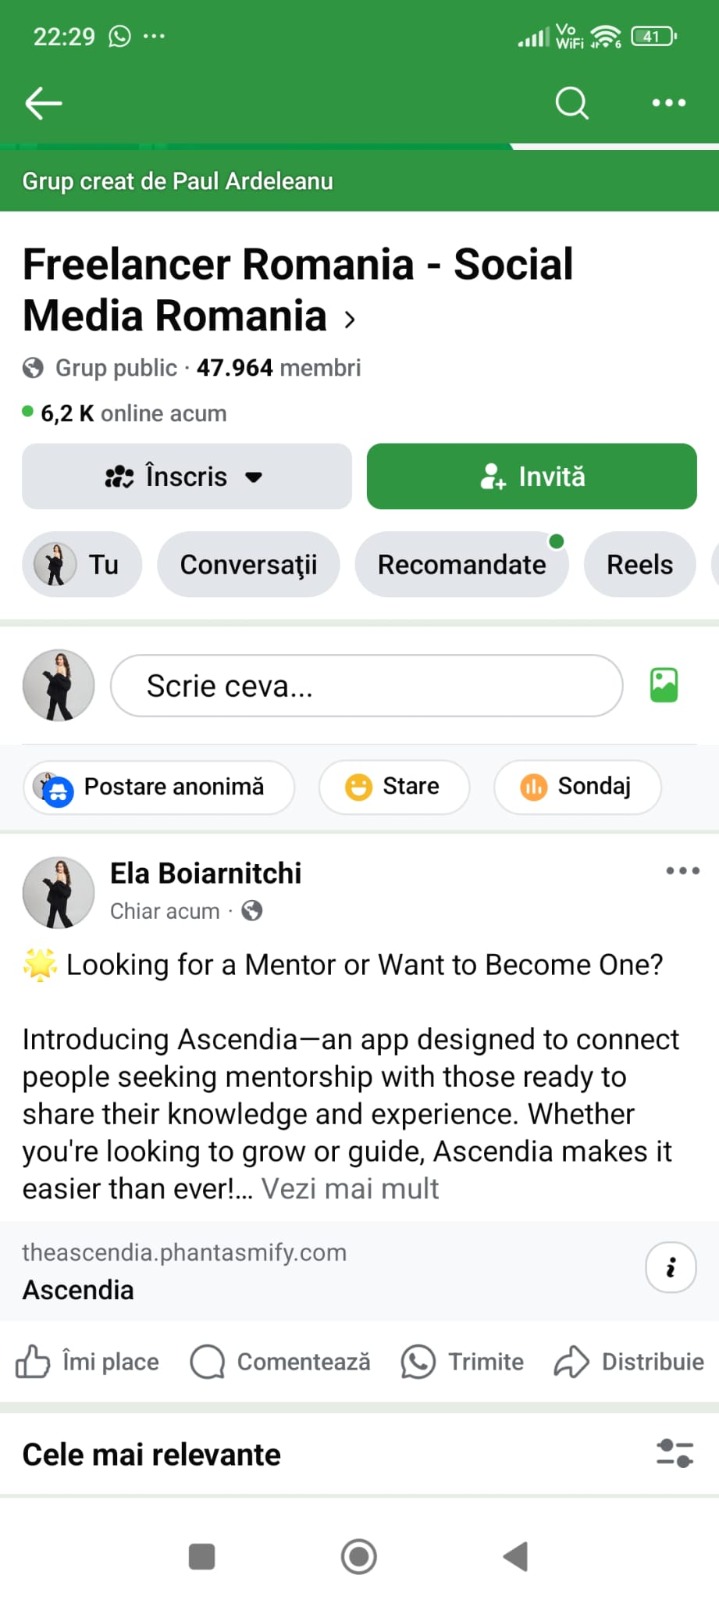 22:29
Vo
WiFi
6
41
Grup creat de Paul Ardeleanu
Freelancer Romania - Social
Media Romania ›
Grup public · 47.964 membri
6,2 K online acum
Înscris
Invită
Tu
Conversații
Recomandate
Reels
Scrie ceva...
Postare anonimă
Stare
Sondaj
Ela Boiarnitchi
Chiar acum ·
🌟 Looking for a Mentor or Want to Become One?
Introducing Ascendia—an app designed to connect
people seeking mentorship with those ready to
share their knowledge and experience. Whether
you're looking to grow or guide, Ascendia makes it
easier than ever!... Vezi mai mult
theascendia.phantasmify.com
Ascendia
i
Îmi place
Comentează
Trimite
Distribuie
Cele mai relevante